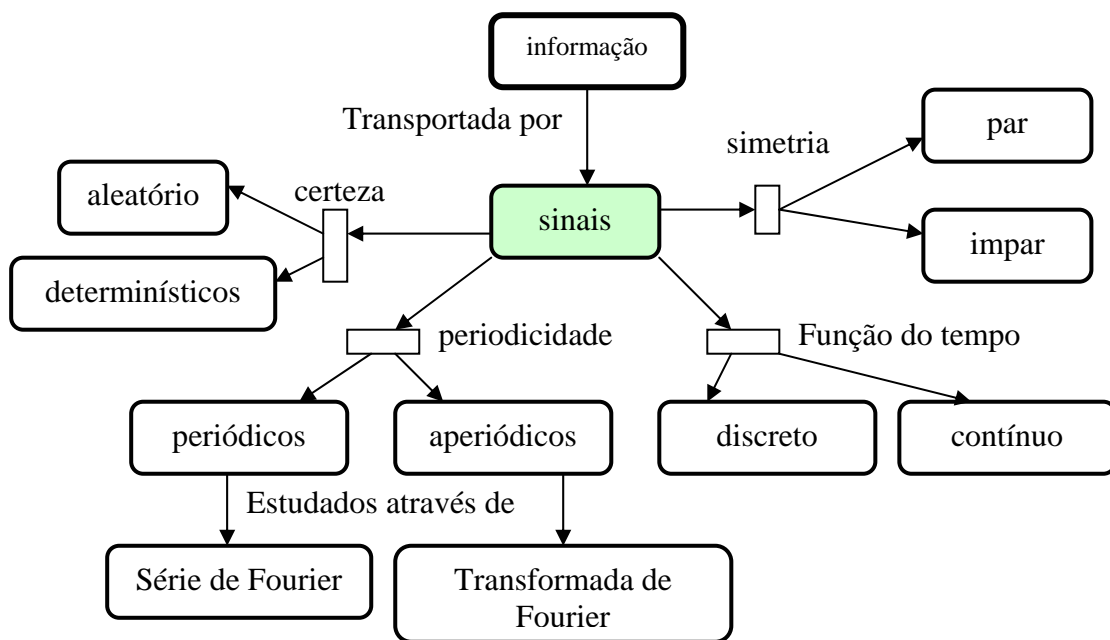 informação
Transportada por
par
simetria
aleatório
certeza
sinais
impar
determinísticos
periodicidade
Função do tempo
periódicos
aperiódicos
discreto
contínuo
Estudados através de
Série de Fourier
Transformada de
Fourier